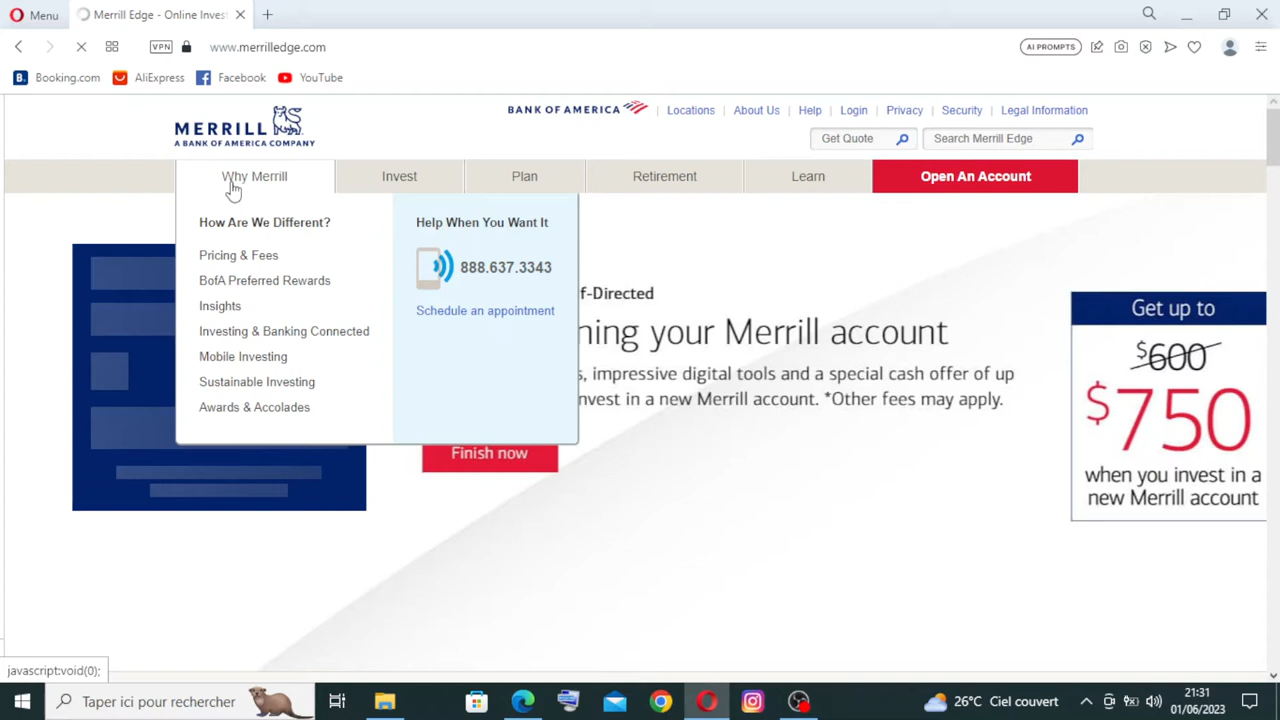 Menu
Merrill Edge - Online Inves
VPN
www.merrilledge.com
AI PROMPTS
B.
Booking.com
AliExpress
Facebook
YouTube
BANK OF AMERICA
Locations
About Us
Help
Login
Privacy
Security
Legal Information
MERRILL
A BANK OF AMERICA COMPANY
Get Quote
Search Merrill Edge
Why Merrill
Invest
Plan
Retirement
Learn
Open An Account
How Are We Different?
Pricing & Fees
BofA Preferred Rewards
Insights
Investing & Banking Connected
Mobile Investing
Sustainable Investing
Awards & Accolades
Help When You Want It
888.637.3343
Schedule an appointment
f-Directed
ning your Merrill account
s, impressive digital tools and a special cash offer of up
nvest in a new Merrill account. *Other fees may apply.
Finish now
Get up to
$600
$750
when you invest in a
new Merrill account
javascript:void(0);
Taper ici pour rechercher
26°C Ciel couvert
21:31
01/06/2023